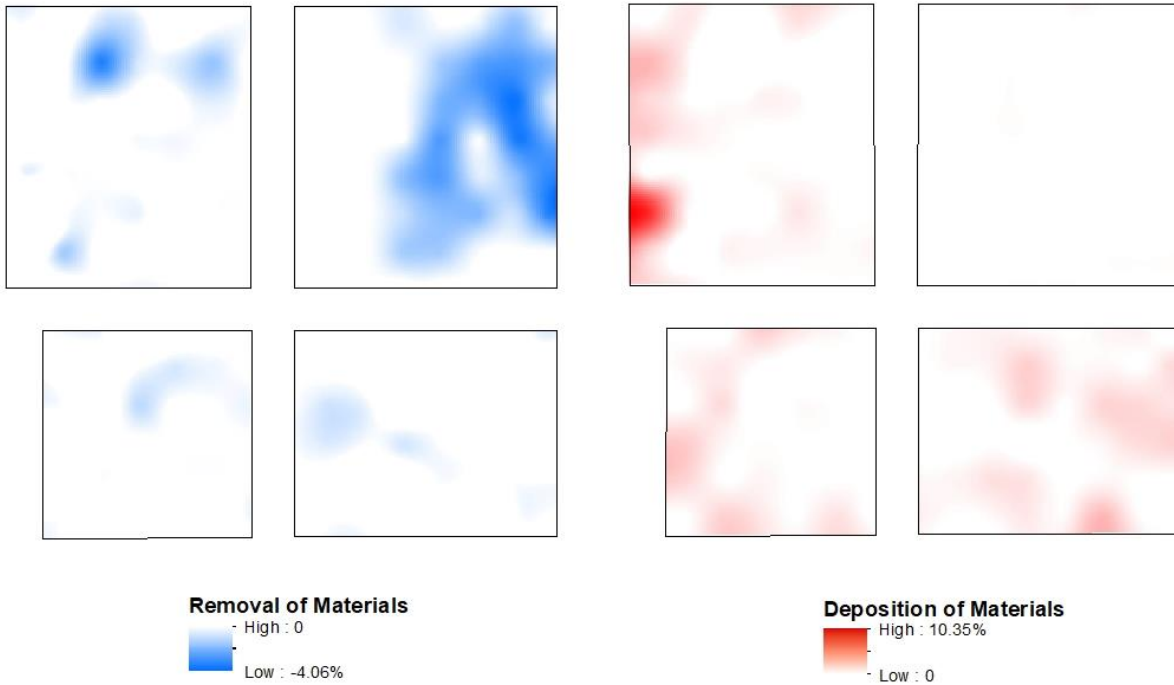 Removal of Materials
High : 0
Low : -4.06%
Deposition of Materials
High : 10.35%
Low : 0